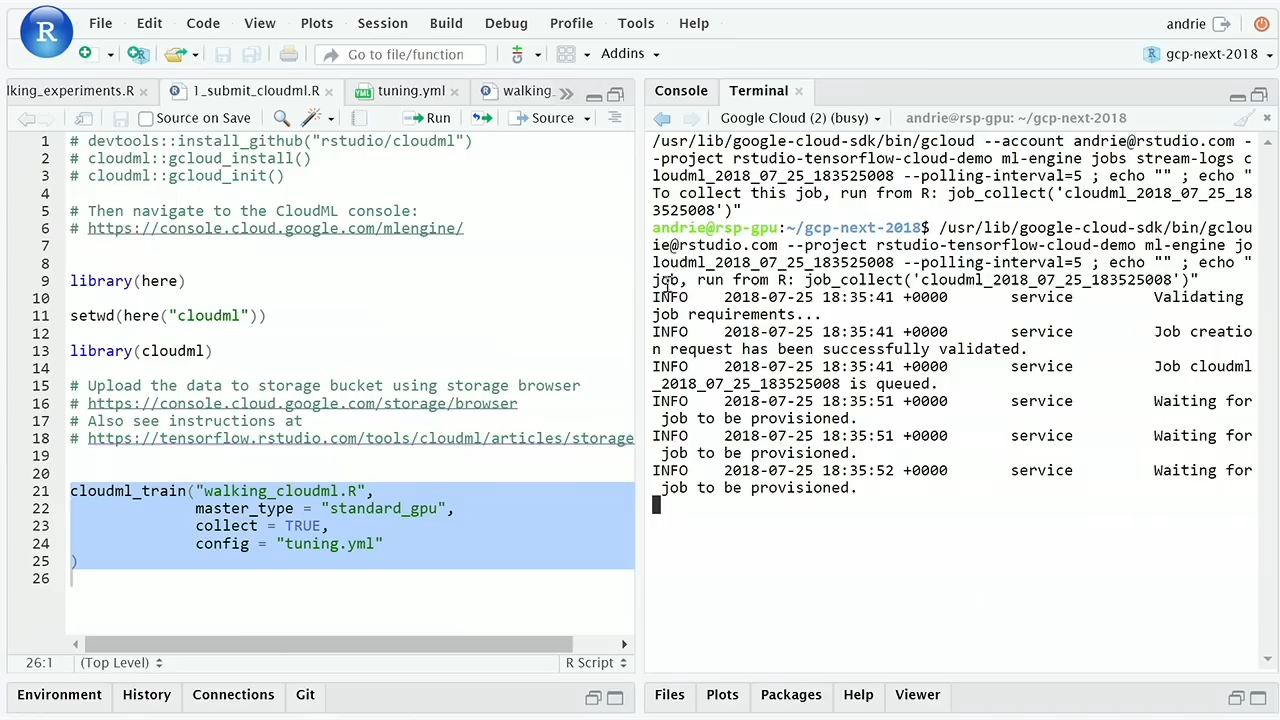 R
File Edit Code View Plots Session Build Debug Profile Tools Help
andrie
Go to file/function
Addins
gcp-next-2018
lking_experiments.R
1_submit_cloudml.R
tuning.yml
walking_
Source on Save
Run
Source
1 # devtools::install_github("rstudio/cloudml")
2 # cloudml::gcloud_install()
3 # cloudml::gcloud_init()
4
5 # Then navigate to the CloudML console:
6 # https://console.cloud.google.com/mlengine/
7
8
9 library(here)
10
11 setwd(here("cloudml"))
12
13 library(cloudml)
14
15 # Upload the data to storage bucket using storage browser
16 # https://console.cloud.google.com/storage/browser
17 # Also see instructions at
18 # https://tensorflow.rstudio.com/tools/cloudml/articles/storage
19
20
21 cloudml_train("walking_cloudml.R",
22 master_type = "standard_gpu",
23 collect = TRUE,
24 config = "tuning.yml"
25 )
26
26:1 (Top Level) R Script
Environment History Connections Git
Console Terminal
Google Cloud (2) (busy) andrie@rsp-gpu: ~/gcp-next-2018
/usr/lib/google-cloud-sdk/bin/gcloud --account andrie@rstudio.com -
-project rstudio-tensorflow-cloud-demo ml-engine jobs stream-logs c
loudml_2018_07_25_183525008 --polling-interval=5 ; echo "" ; echo "
To collect this job, run from R: job_collect('cloudml_2018_07_25_18
3525008')"
andrie@rsp-gpu:~/gcp-next-2018$ /usr/lib/google-cloud-sdk/bin/gclou
ie@rstudio.com --project rstudio-tensorflow-cloud-demo ml-engine jo
loudml_2018_07_25_183525008 --polling-interval=5 ; echo "" ; echo "
job, run from R: job_collect('cloudml_2018_07_25_183525008')"
INFO 2018-07-25 18:35:41 +0000 service Validating
job requirements...
INFO 2018-07-25 18:35:41 +0000 service Job creatio
n request has been successfully validated.
INFO 2018-07-25 18:35:41 +0000 service Job cloudml
_2018_07_25_183525008 is queued.
INFO 2018-07-25 18:35:51 +0000 service Waiting for
job to be provisioned.
INFO 2018-07-25 18:35:51 +0000 service Waiting for
job to be provisioned.
INFO 2018-07-25 18:35:52 +0000 service Waiting for
job to be provisioned.
Files Plots Packages Help Viewer